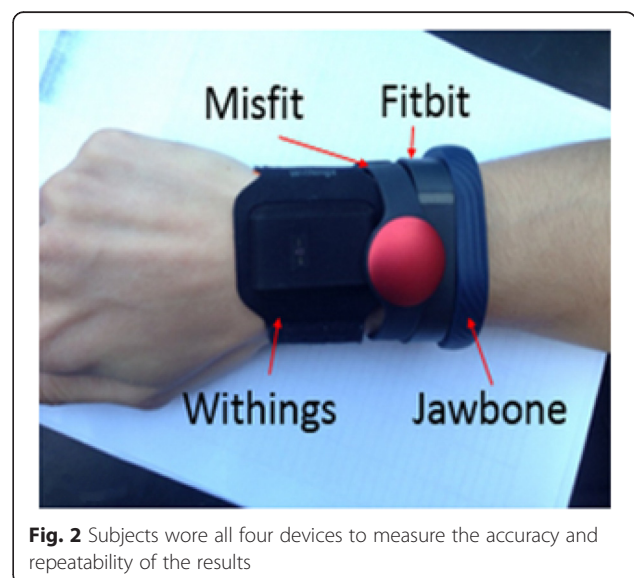 Misfit Fitbit
Withings Jawbone
Fig. 2 Subjects wore all four devices to measure the accuracy and
repeatability of the results